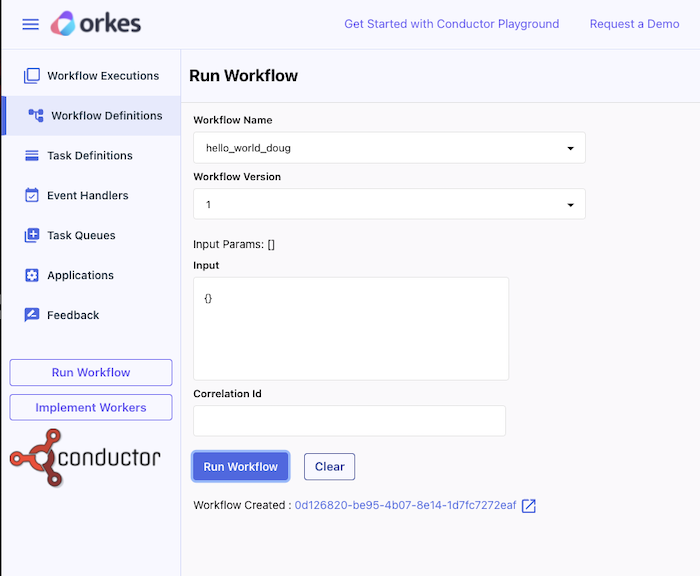 orkes
Get Started with Conductor Playground
Request a Demo
Workflow Executions
Workflow Definitions
Task Definitions
Event Handlers
Task Queues
Applications
Feedback
Run Workflow
Implement Workers
conductor
Run Workflow
Workflow Name
hello_world_doug
Workflow Version
1
Input Params: []
Input
{}
Correlation Id
Run Workflow
Clear
Workflow Created : 0d126820-be95-4b07-8e14-1d7fc7272eaf